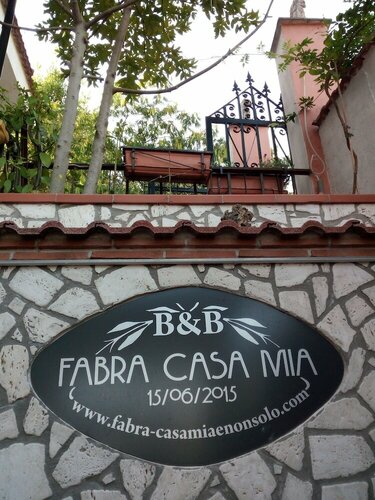 B&B
FABRA CASA MIA
15/06/2015
www.fabra-casamiaenonsolo.com